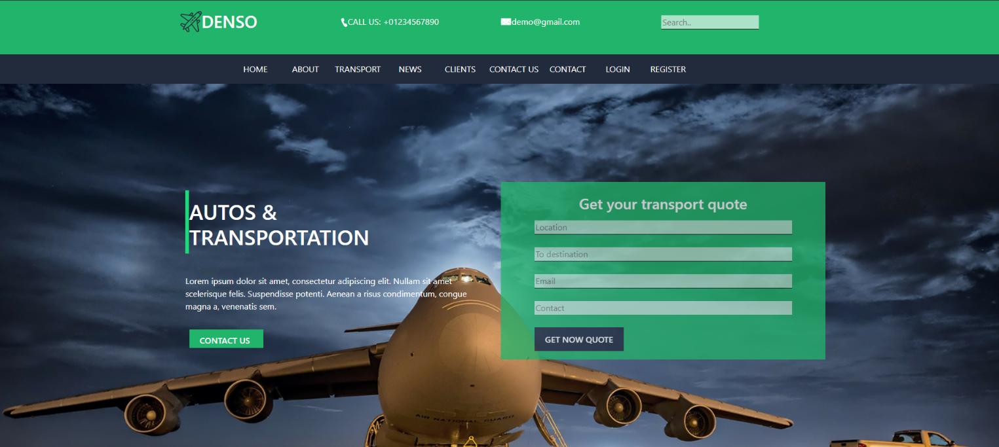 DENSO
CALL US: +01234567890
demo@gmail.com
Search..
HOME
ABOUT
TRANSPORT
NEWS
CLIENTS
CONTACT US
CONTACT
LOGIN
REGISTER
AUTOS &
TRANSPORTATION
Lorem ipsum dolor sit amet, consectetur adipiscing elit. Nullam sit amet
scelerisque felis. Suspendisse potenti. Aenean a risus condimentum, congue
magna a, venenatis sem.
CONTACT US
Get your transport quote
Location
To destination
Email
Contact
GET NOW QUOTE
AIR NATIONAL GUARD